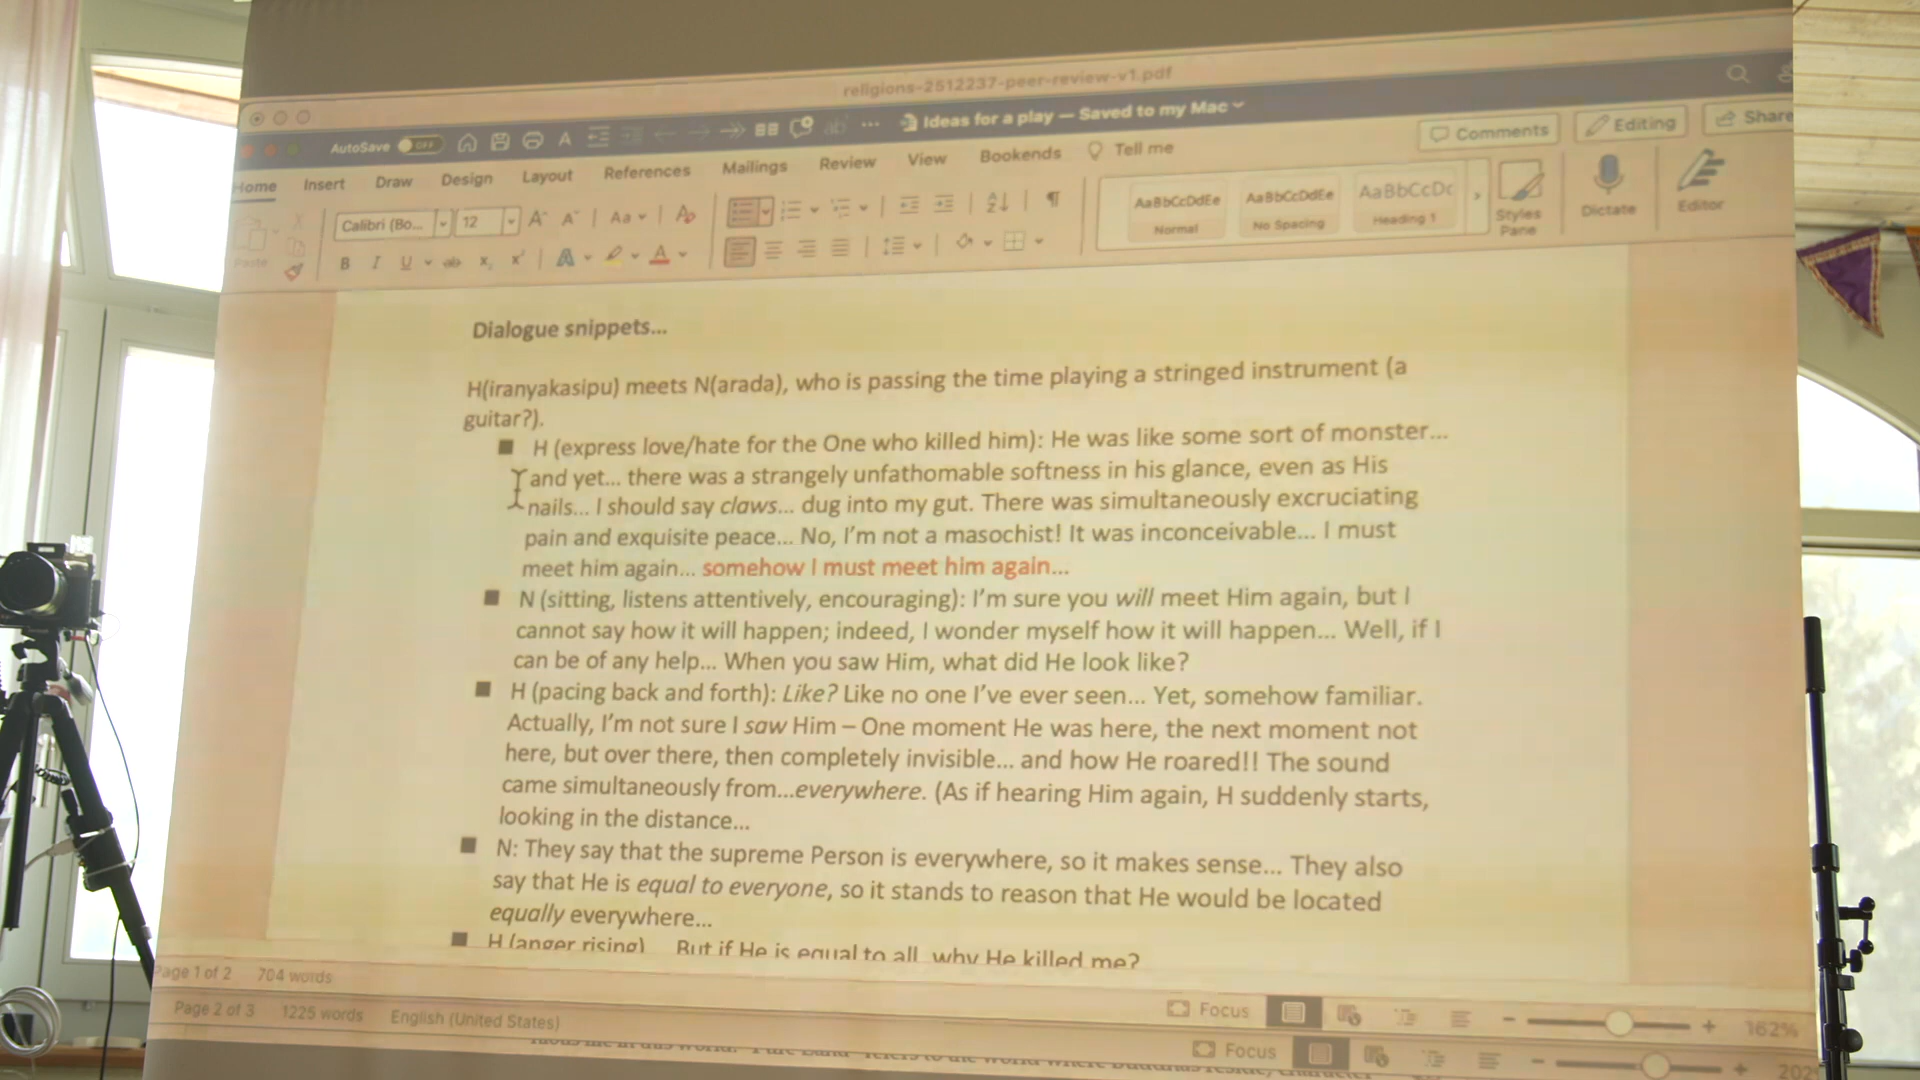 religions-2512237-peer-review-v1.pdf
AutoSave OFF
Ideas for a play — Saved to my Mac
Home Insert Draw Design Layout References Mailings Review View Bookends Tell me
Comments Editing Share
Paste
Calibri (Bo... 12
AaBbCcDdEe AaBbCcDdEe AaBbCcDc
Normal No Spacing Heading 1
Styles Pane
Dictate
Editor
Dialogue snippets...
H(iranyakasipu) meets N(arada), who is passing the time playing a stringed instrument (a
guitar?).
■ H (express love/hate for the One who killed him): He was like some sort of monster...
and yet... there was a strangely unfathomable softness in his glance, even as His
nails... I should say claws... dug into my gut. There was simultaneously excruciating
pain and exquisite peace... No, I'm not a masochist! It was inconceivable... I must
meet him again... somehow I must meet him again...
■ N (sitting, listens attentively, encouraging): I'm sure you will meet Him again, but I
cannot say how it will happen; indeed, I wonder myself how it will happen... Well, if I
can be of any help... When you saw Him, what did He look like?
■ H (pacing back and forth): Like? Like no one I've ever seen... Yet, somehow familiar.
Actually, I'm not sure I saw Him – One moment He was here, the next moment not
here, but over there, then completely invisible... and how He roared!! The sound
came simultaneously from...everywhere. (As if hearing Him again, H suddenly starts,
looking in the distance...
■ N: They say that the supreme Person is everywhere, so it makes sense... They also
say that He is equal to everyone, so it stands to reason that He would be located
equally everywhere...
■ H (anger rising) But if He is equal to all, why He killed me?
Page 1 of 2 704 words
Page 2 of 3 1225 words English (United States)
Focus 162%
Focus